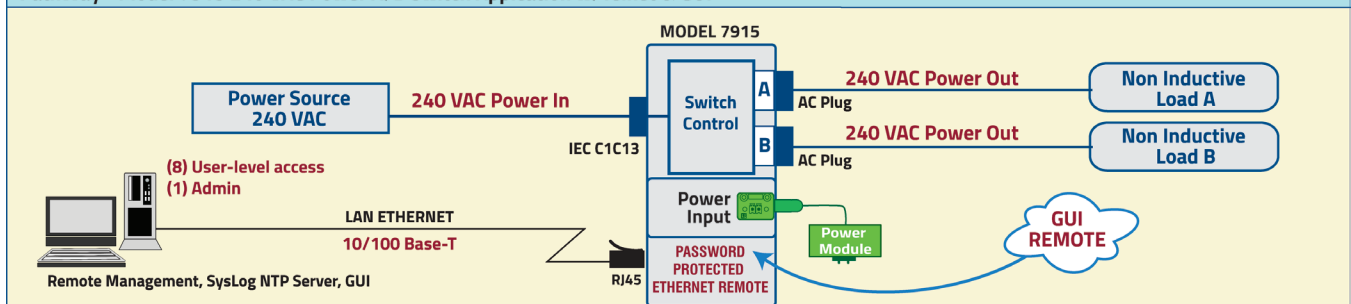 MODEL 7915
Power Source
240 VAC
240 VAC Power In
IEC C1C13
Switch
Control
A
B
240 VAC Power Out
AC Plug
240 VAC Power Out
AC Plug
Non Inductive
Load A
Non Inductive
Load B
(8) User-level access
(1) Admin
LAN ETHERNET
10/100 Base-T
RJ45
Remote Management, SysLog NTP Server, GUI
Power
Input
Power
Module
PASSWORD
PROTECTED
ETHERNET REMOTE
GUI
REMOTE